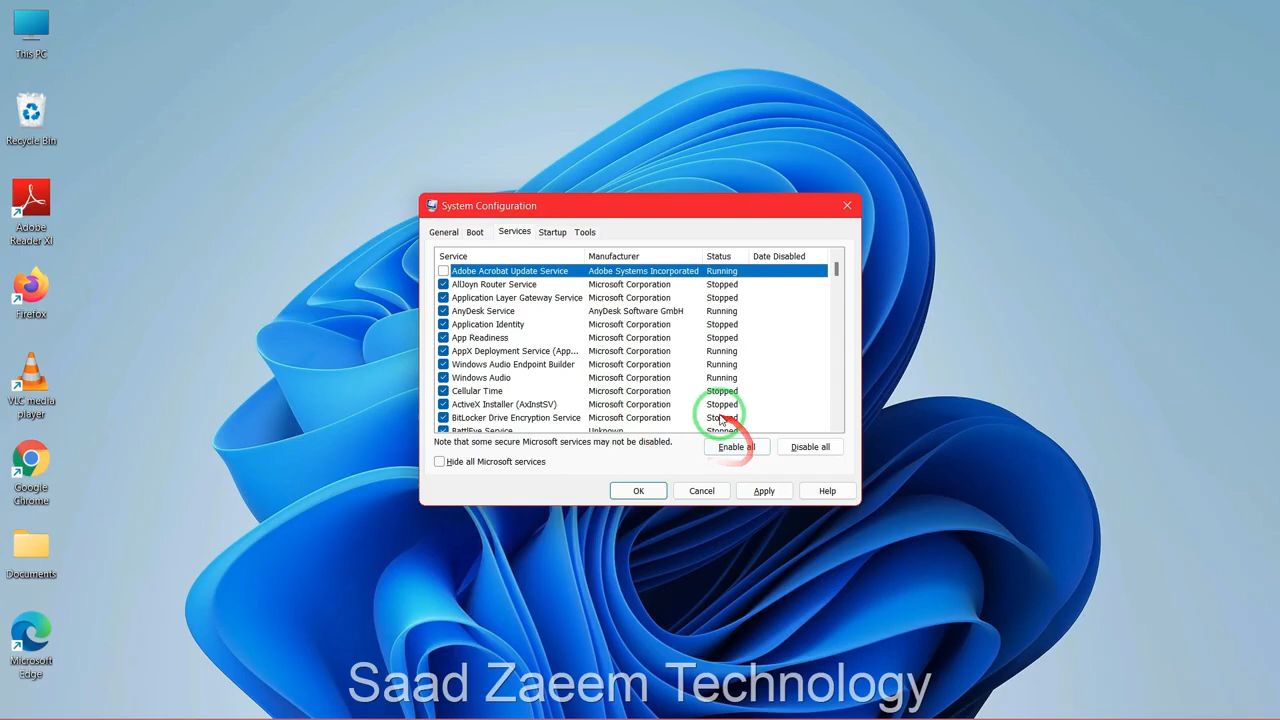 This PC
Recycle Bin
Adobe
Reader XI
Firefox
VLC media
player
Google
Chrome
Documents
Microsoft
Edge
System Configuration
General Boot Services Startup Tools
Service Manufacturer Status Date Disabled
Adobe Acrobat Update Service Adobe Systems Incorporated Running
AllJoyn Router Service Microsoft Corporation Stopped
Application Layer Gateway Service Microsoft Corporation Stopped
AnyDesk Service AnyDesk Software GmbH Running
Application Identity Microsoft Corporation Stopped
App Readiness Microsoft Corporation Stopped
AppX Deployment Service (App... Microsoft Corporation Running
Windows Audio Endpoint Builder Microsoft Corporation Running
Windows Audio Microsoft Corporation Running
Cellular Time Microsoft Corporation Stopped
ActiveX Installer (AxInstSV) Microsoft Corporation Stopped
BitLocker Drive Encryption Service Microsoft Corporation Stopped
BattlEye Service Unknown Stopped
Note that some secure Microsoft services may not be disabled.
Enable all Disable all
Hide all Microsoft services
OK Cancel Apply Help
Saad Zaeem Technology